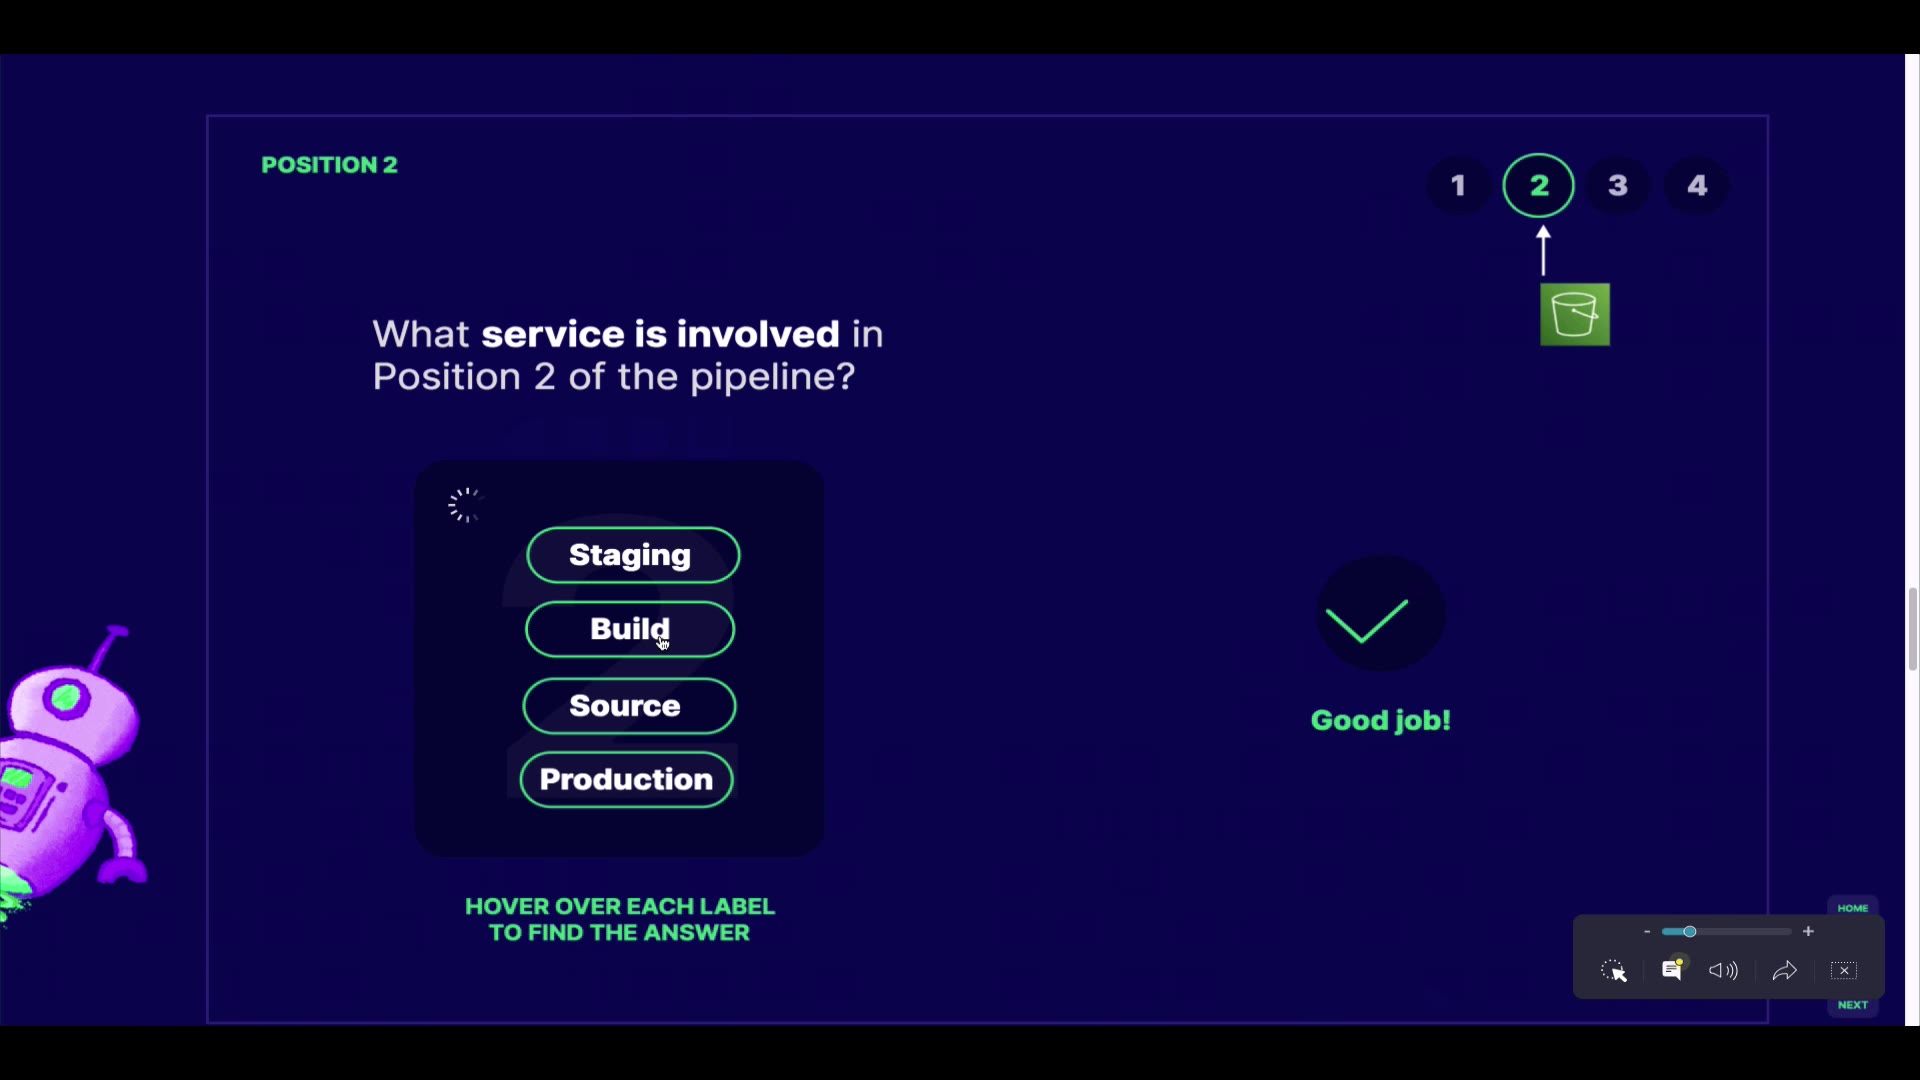 POSITION 2
1 2 3 4
What service is involved in
Position 2 of the pipeline?
Staging
Build
Source
Production
Good job!
HOVER OVER EACH LABEL
TO FIND THE ANSWER
HOME
- +
NEXT